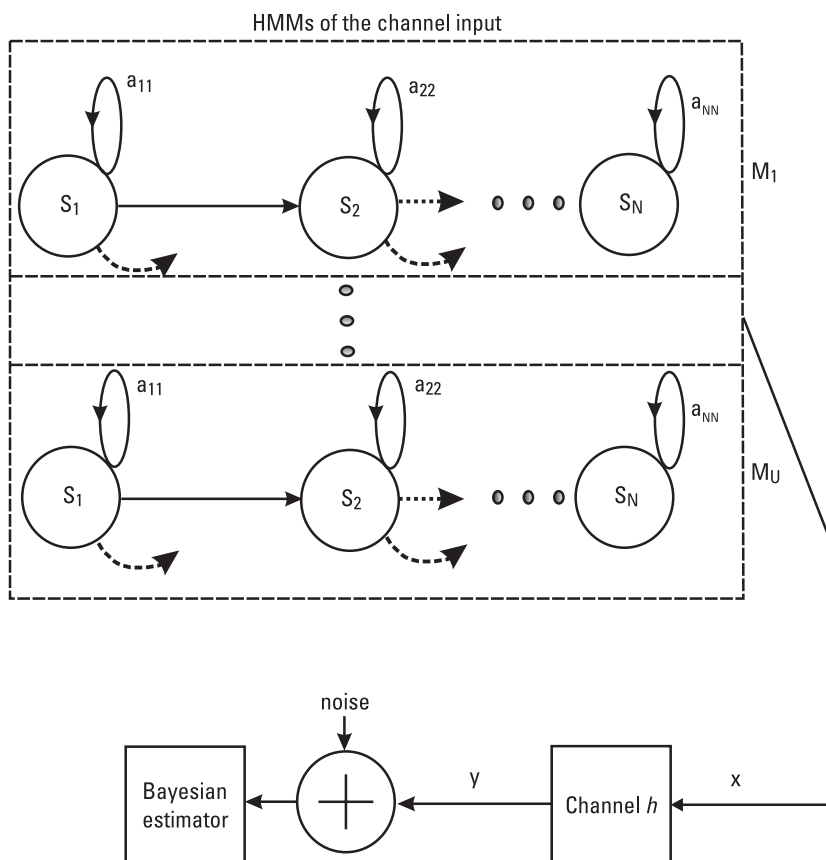 HMMs of the channel input
a11
a22
aNN
S1
S2
SN
M1
a11
a22
aNN
S1
S2
SN
MU
noise
Bayesian
estimator
y
Channel h
x